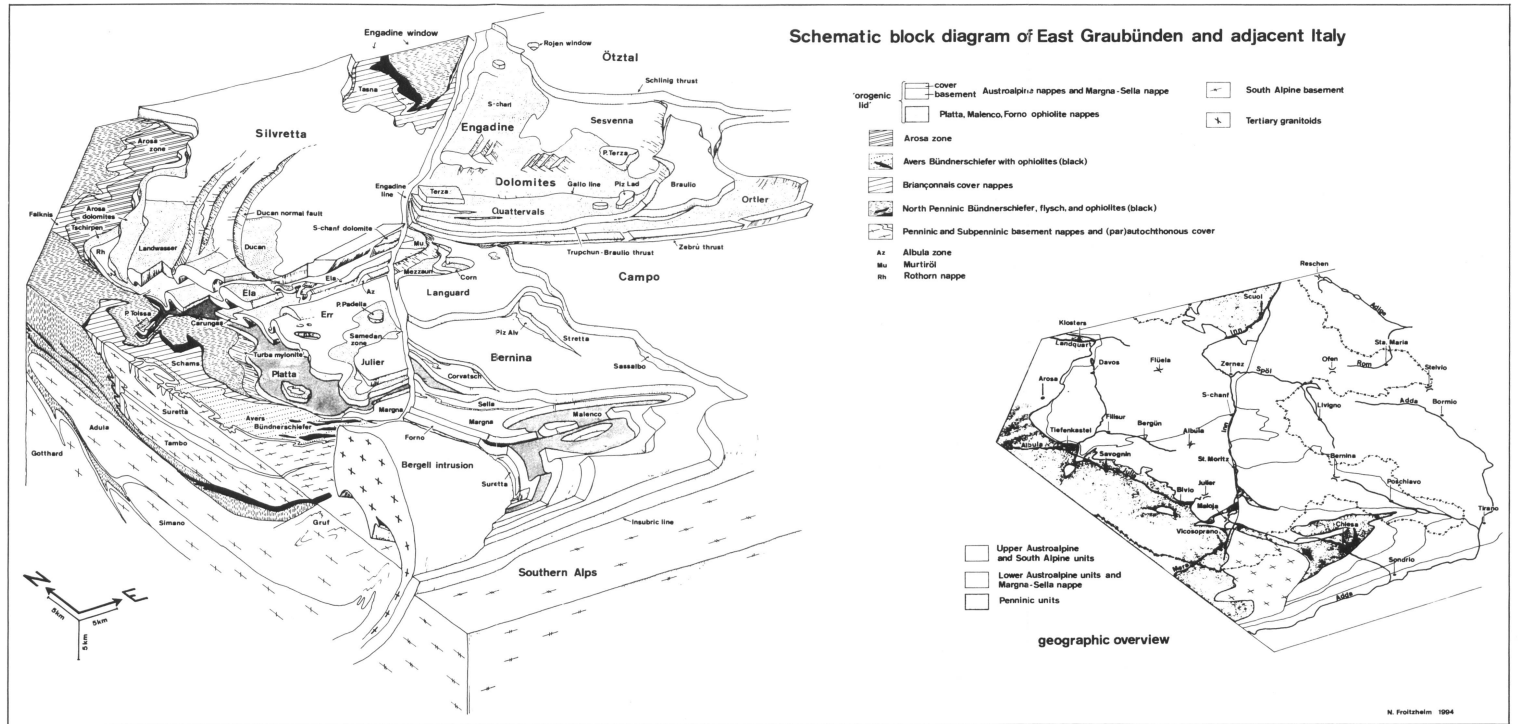 Schematic block diagram of East Graubünden and adjacent Italy
Engadine window
Rojen window
Ötztal
Schlinig thrust
Tasna
S-charl
Engadine
Sesvenna
Silvretta
Arosa zone
P. Terza
Engadine line
Dolomites
Terza
Gallo line
Piz Lad
Braulio
Quattervals
Ortler
Falknis
Arosa dolomites
Tschirpen
Ducan normal fault
S-chanf dolomite
Rh
Landwasser
Ducan
Mu
Trupchun-Braulio thrust
Zebrú thrust
Mezzaun
Corn
Campo
Ela
Ela
Az
Languard
P. Toissa
Err
P. Padella
Carungas
Samedan zone
Piz Alv
Stretta
Turba mylonite
Julier
Bernina
Schams
Platta
Sassalbo
Corvatsch
Suretta
Margna
Sella
Avers Bündnerschiefer
Margna
Malenco
Adula
Tambo
Forno
Gotthard
Bergell intrusion
Suretta
Simano
Gruf
Insubric line
Southern Alps
N
E
5km
5km
5km
'orogenic lid'
cover
basement
Austroalpine nappes and Margna-Sella nappe
Platta, Malenco, Forno ophiolite nappes
Arosa zone
Avers Bündnerschiefer with ophiolites (black)
Briançonnais cover nappes
North Penninic Bündnerschiefer, flysch, and ophiolites (black)
Penninic and Subpenninic basement nappes and (par)autochthonous cover
Az Albula zone
Mu Murtiröl
Rh Rothorn nappe
South Alpine basement
Tertiary granitoids
Reschen
Scuol
Adige
Klosters
Inn
Landquart
Sta. Maria
Davos
Flüela
Ofen
Rom
Zernez
Stelvio
Arosa
Spöl
S-chanf
Adda
Livigno
Bormio
Filisur
Tiefenkastel
Bergün
Inn
Albula
Albula
Savognin
St. Moritz
Bernina
Julier
Poschiavo
Bivio
Maloja
Tirano
Vicosoprano
Chiesa
Mera
Sondrio
Adda
Upper Austroalpine and South Alpine units
Lower Austroalpine units and Margna-Sella nappe
Penninic units
geographic overview
N. Froitzheim 1994